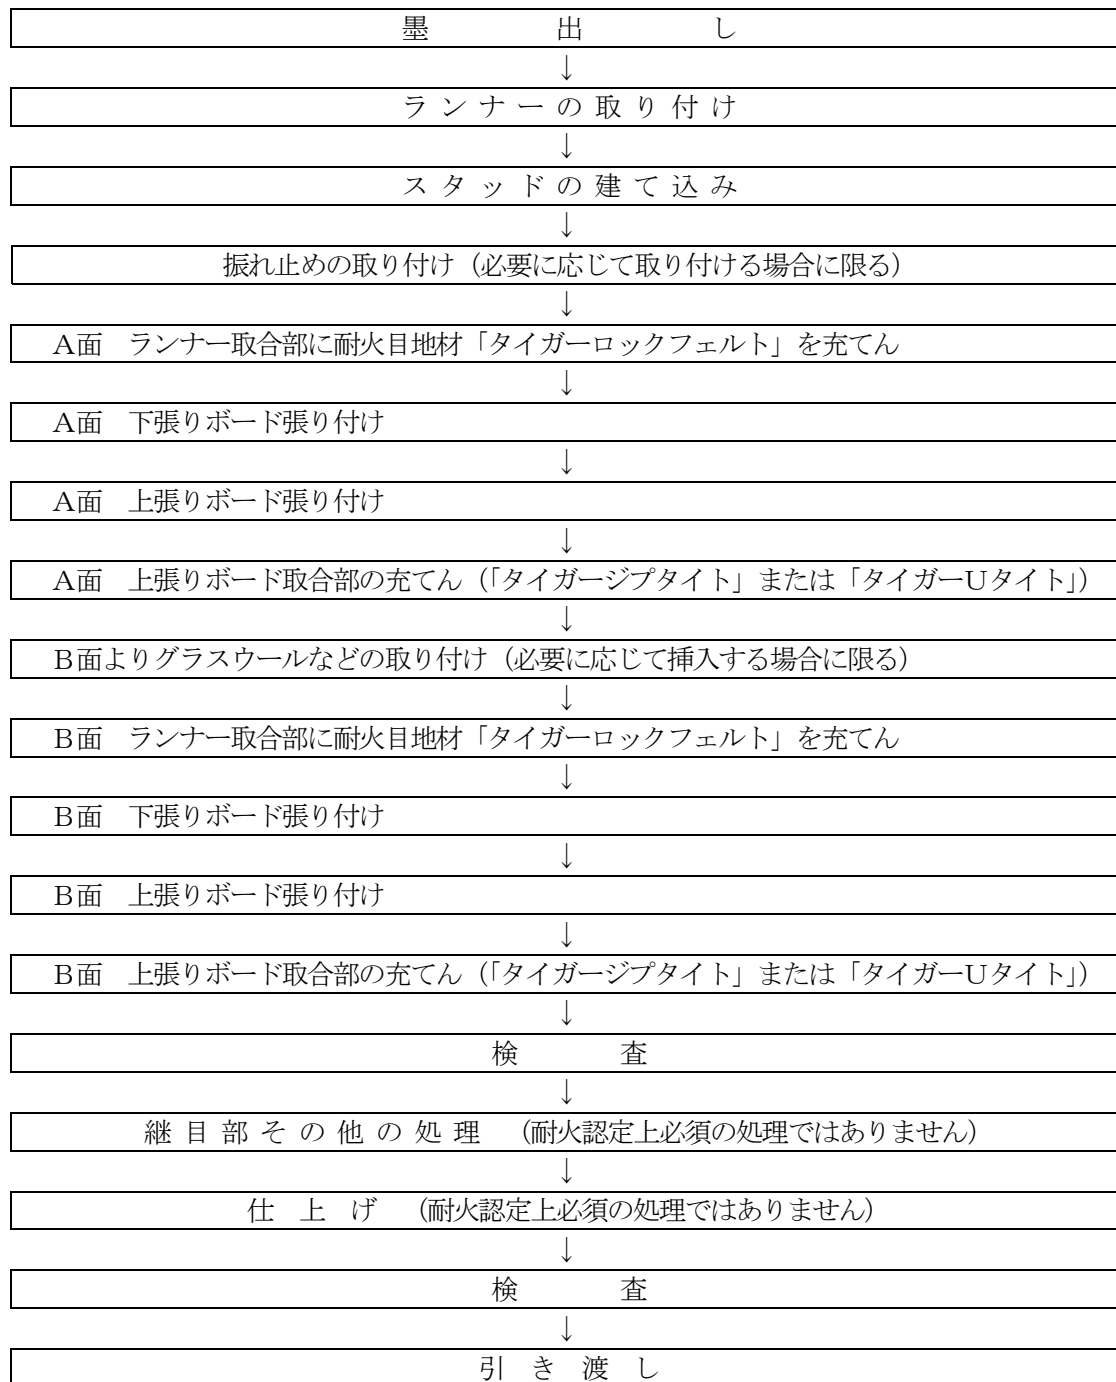 墨出し
↓
ランナーの取り付け
↓
スタッドの建て込み
↓
振れ止めの取り付け（必要に応じて取り付ける場合に限る）
↓
A面　ランナー取合部に耐火目地材「タイガーロックフェルト」を充てん
↓
A面　下張りボード張り付け
↓
A面　上張りボード張り付け
↓
A面　上張りボード取合部の充てん（「タイガージプタイト」または「タイガーUタイト」）
↓
B面よりグラスウールなどの取り付け（必要に応じて挿入する場合に限る）
↓
B面　ランナー取合部に耐火目地材「タイガーロックフェルト」を充てん
↓
B面　下張りボード張り付け
↓
B面　上張りボード張り付け
↓
B面　上張りボード取合部の充てん（「タイガージプタイト」または「タイガーUタイト」）
↓
検査
↓
継目部その他の処理　（耐火認定上必須の処理ではありません）
↓
仕上げ　（耐火認定上必須の処理ではありません）
↓
検査
↓
引き渡し